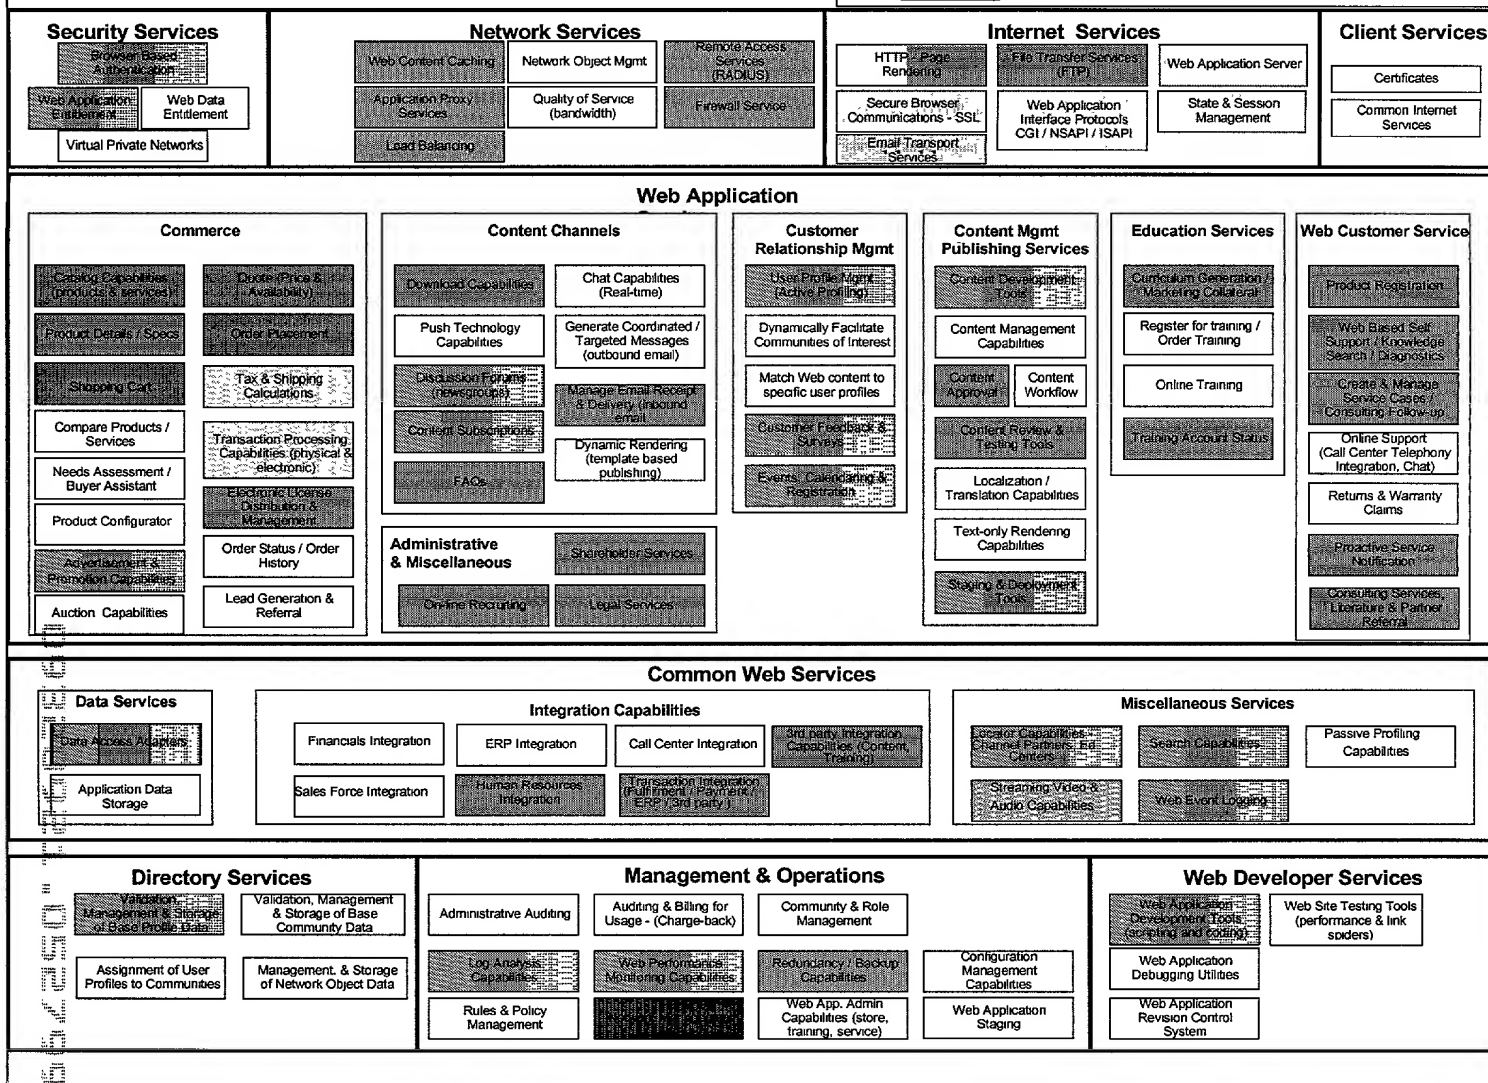 Security Services
Browser Based
Authentication
Web Application
Entitlement
Web Data
Entitlement
Virtual Private Networks
Network Services
Web Content Caching
Network Object Mgmt
Remote Access
Services
(RADIUS)
Application Proxy
Services
Quality of Service
(bandwidth)
Firewall Service
Load Balancing
Internet Services
HTTP - Page
Rendering
File Transfer Services
(FTP)
Web Application Server
Secure Browser
Communications - SSL
Web Application
Interface Protocols
CGI / NSAPI / ISAPI
State & Session
Management
Email Transport
Services
Client Services
Certificates
Common Internet
Services
Web Application
Commerce
Catalog Capabilities
(products & services)
Quote (Price &
Availability)
Product Details / Specs
Order Placement
Shopping Cart
Tax & Shipping
Calculations
Compare Products /
Services
Transaction Processing
Capabilities (physical &
electronic)
Needs Assessment /
Buyer Assistant
Electronic License
Distribution &
Management
Product Configurator
Order Status / Order
History
Advertisement &
Promotion Capabilities
Lead Generation &
Referral
Auction Capabilities
Content Channels
Download Capabilities
Chat Capabilities
(Real-time)
Push Technology
Capabilities
Generate Coordinated /
Targeted Messages
(outbound email)
Discussion Forums
(newsgroups)
Manage Email Receipt
& Delivery (inbound
email
Content Subscriptions
Dynamic Rendering
(template based
publishing)
FAQs
Administrative
& Miscellaneous
Shareholder Services
On-line Recruiting
Legal Services
Customer
Relationship Mgmt
User Profile Mgmt
(Active Profiling)
Dynamically Facilitate
Communities of Interest
Match Web content to
specific user profiles
Customer Feedback &
Surveys
Events, Calendaring &
Registration
Content Mgmt
Publishing Services
Content Development
Tools
Content Management
Capabilities
Content
Approval
Content
Workflow
Content Review &
Testing Tools
Localization /
Translation Capabilities
Text-only Rendering
Capabilities
Staging & Deployment
Tools
Education Services
Curriculum Generation /
Marketing Collateral
Register for training /
Order Training
Online Training
Training Account Status
Web Customer Service
Product Registration
Web Based Self
Support / Knowledge
Search / Diagnostics
Create & Manage
Service Cases /
Consulting Follow-up
Online Support
(Call Center Telephony
Integration, Chat)
Returns & Warranty
Claims
Proactive Service
Notification
Consulting Services,
Literature & Partner
Referral
Common Web Services
Data Services
Data Access Adapters
Application Data
Storage
Integration Capabilities
Financials Integration
ERP Integration
Call Center Integration
3rd party Integration
Capabilities (Content,
Training)
Sales Force Integration
Human Resources
Integration
Transaction Integration
(Fulfillment / Payment /
ERP / 3rd party )
Miscellaneous Services
Locator Capabilities
Channel Partners, Ed
Centers
Search Capabilities
Passive Profiling
Capabilities
Streaming Video &
Audio Capabilities
Web Event Logging
Directory Services
Validation,
Management & Storage
of Base Profile Data
Validation, Management
& Storage of Base
Community Data
Assignment of User
Profiles to Communities
Management. & Storage
of Network Object Data
Management & Operations
Administrative Auditing
Auditing & Billing for
Usage - (Charge-back)
Community & Role
Management
Log Analysis
Capabilities
Web Performance
Monitoring Capabilities
Redundancy / Backup
Capabilities
Configuration
Management
Capabilities
Rules & Policy
Management
Web App. Admin
Capabilities (store,
training, service)
Web Application
Staging
Web Developer Services
Web Application
Development Tools
(scripting and coding)
Web Site Testing Tools
(performance & link
spiders)
Web Application
Debugging Utilities
Web Application
Revision Control
System